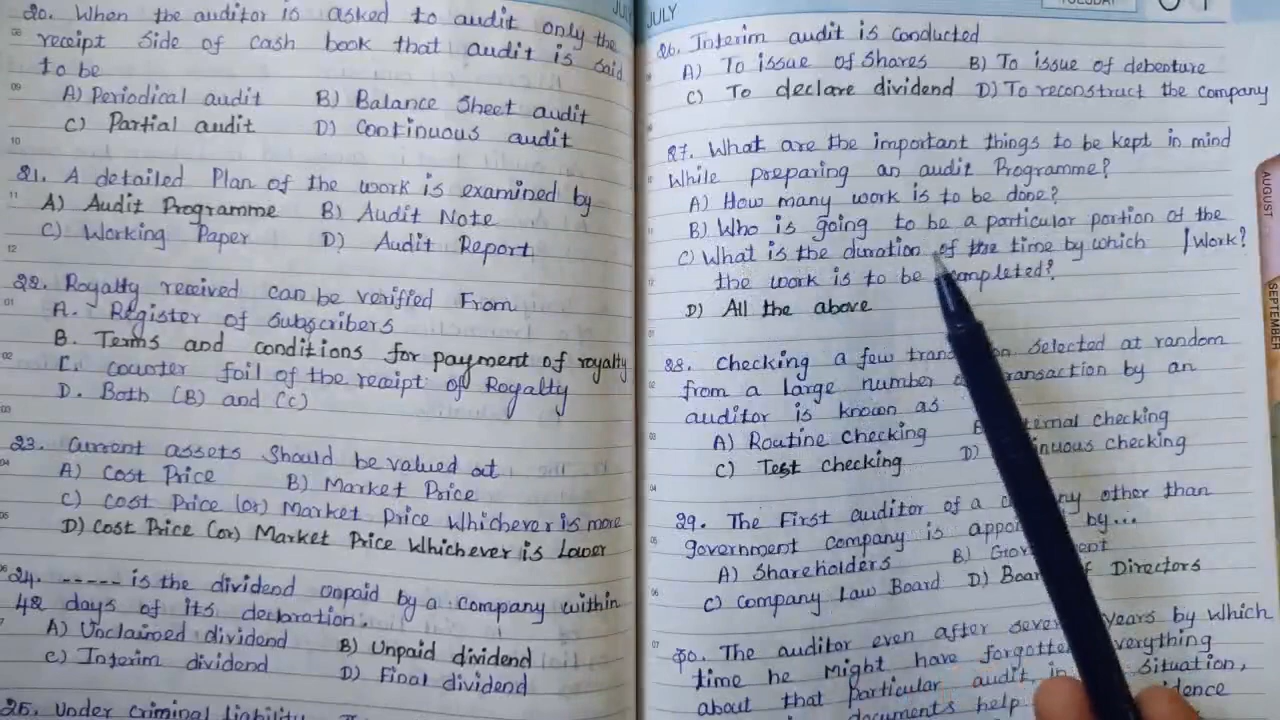 20. When the auditor is asked to audit only the
receipt side of cash book that audit is said
to be
A) Periodical audit B) Balance Sheet audit
C) Partial audit D) Continuous audit
21. A detailed Plan of the work is examined by
A) Audit Programme B) Audit Note
C) Working Paper D) Audit Report
22. Royalty received can be verified From
A. Register of Subscribers
B. Terms and conditions for payment of royalty
C. counter foil of the receipt of Royalty
D. Both (B) and (C)
23. Current assets Should be valued at
A) Cost Price B) Market Price
C) Cost Price (or) Market Price Whichever is more
D) Cost Price (or) Market Price Whichever is Lower
24. ----- is the dividend onpaid by a Company within
42 days of its declaration.
A) Unclaimed dividend B) Unpaid dividend
C) Interim dividend D) Final dividend
25. Under Criminal liability
JULY
JULY
TUESDAY
26. Interim audit is conducted
A) To issue of Shares B) To issue of debenture
C) To declare dividend D) To reconstruct the company
27. What are the important things to be kept in mind
While preparing an audit Programme?
A) How many work is to be done?
B) Who is going to be a particular portion of the
C) What is the duration of the time by which / Work?
the work is to be completed?
D) All the above
28. Checking a few selected at random
from a large number transaction by an
auditor is known as
A) Routine Checking checking
C) Test checking D) checking
29. The First auditor of a other than
government company is by...
A) Shareholders B)
C) Company Law Board D) Directors
30. The auditor even after years by which
time he Might have everything
about that Particular audit, in situation,
documents help
AUGUST
SEPTEMBER